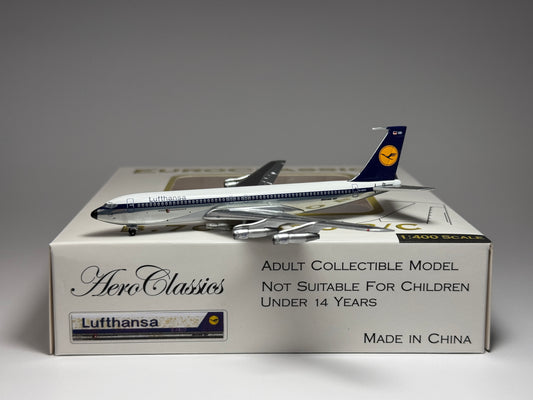 Lufthansa
1:400 SCALE
AeroClassics
ADULT COLLECTIBLE MODEL
NOT SUITABLE FOR CHILDREN
UNDER 14 YEARS
Lufthansa
MADE IN CHINA